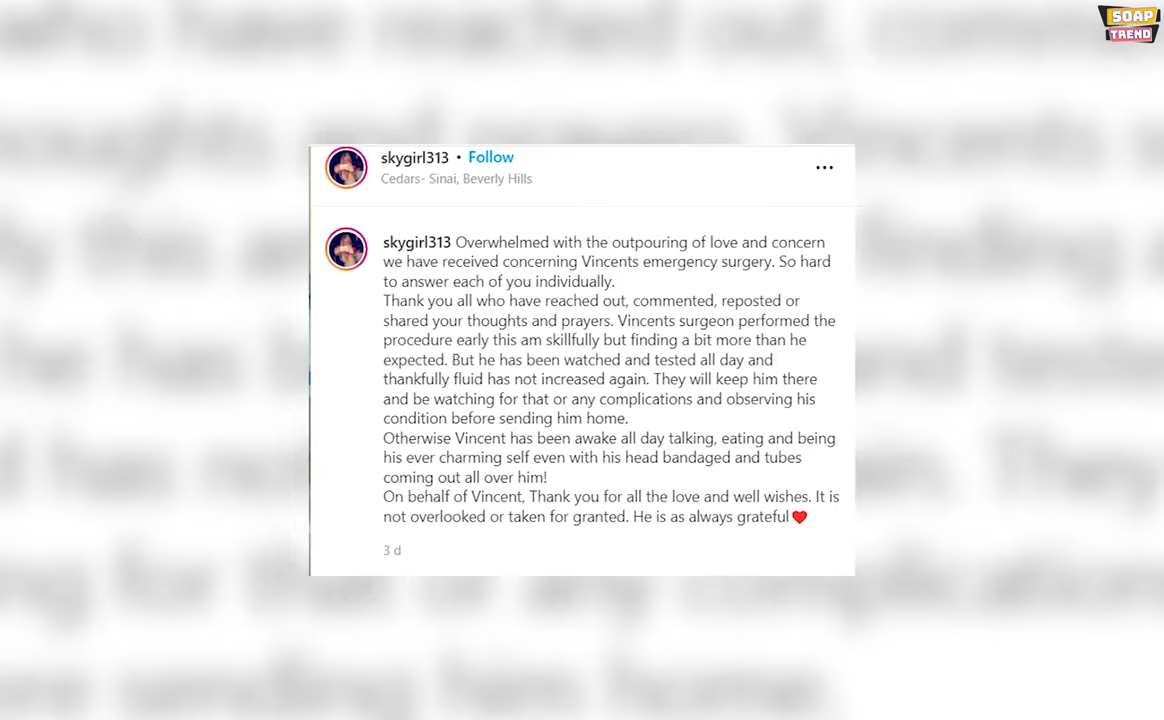 SOAP
TREND
skygirl313 • Follow
Cedars- Sinai, Beverly Hills
skygirl313 Overwhelmed with the outpouring of love and concern
we have received concerning Vincents emergency surgery. So hard
to answer each of you individually.
Thank you all who have reached out, commented, reposted or
shared your thoughts and prayers. Vincents surgeon performed the
procedure early this am skillfully but finding a bit more than he
expected. But he has been watched and tested all day and
thankfully fluid has not increased again. They will keep him there
and be watching for that or any complications and observing his
condition before sending him home.
Otherwise Vincent has been awake all day talking, eating and being
his ever charming self even with his head bandaged and tubes
coming out all over him!
On behalf of Vincent, Thank you for all the love and well wishes. It is
not overlooked or taken for granted. He is as always grateful❤️
3 d